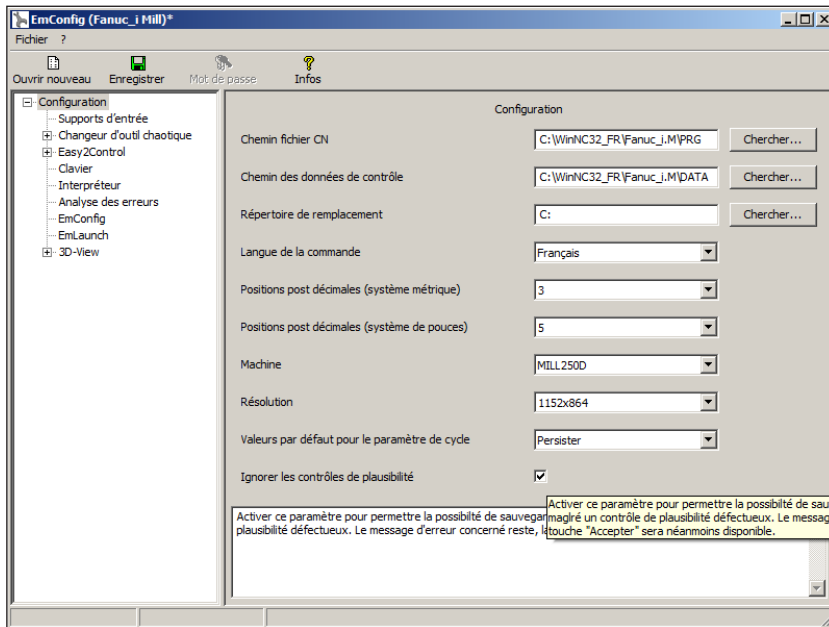 EmConfig (Fanuc_i Mill)*
Fichier ?
Ouvrir nouveau Enregistrer Mot de passe Infos
Configuration
Supports d'entrée
Changeur d'outil chaotique
Easy2Control
Clavier
Interpréteur
Analyse des erreurs
EmConfig
EmLaunch
3D-View
Configuration
Chemin fichier CN C:\WinNC32_FR\Fanuc_i.M\PRG Chercher...
Chemin des données de contrôle C:\WinNC32_FR\Fanuc_i.M\DATA Chercher...
Répertoire de remplacement C: Chercher...
Langue de la commande Français
Positions post décimales (système métrique) 3
Positions post décimales (système de pouces) 5
Machine MILL250D
Résolution 1152x864
Valeurs par défaut pour le paramètre de cycle Persister
Ignorer les contrôles de plausibilité
Activer ce paramètre pour permettre la possibilté de sauvegar
plausibilité défectueux. Le message d'erreur concerné reste, la
Activer ce paramètre pour permettre la possibilté de sau
maglré un contrôle de plausibilité défectueux. Le message
touche "Accepter" sera néanmoins disponible.